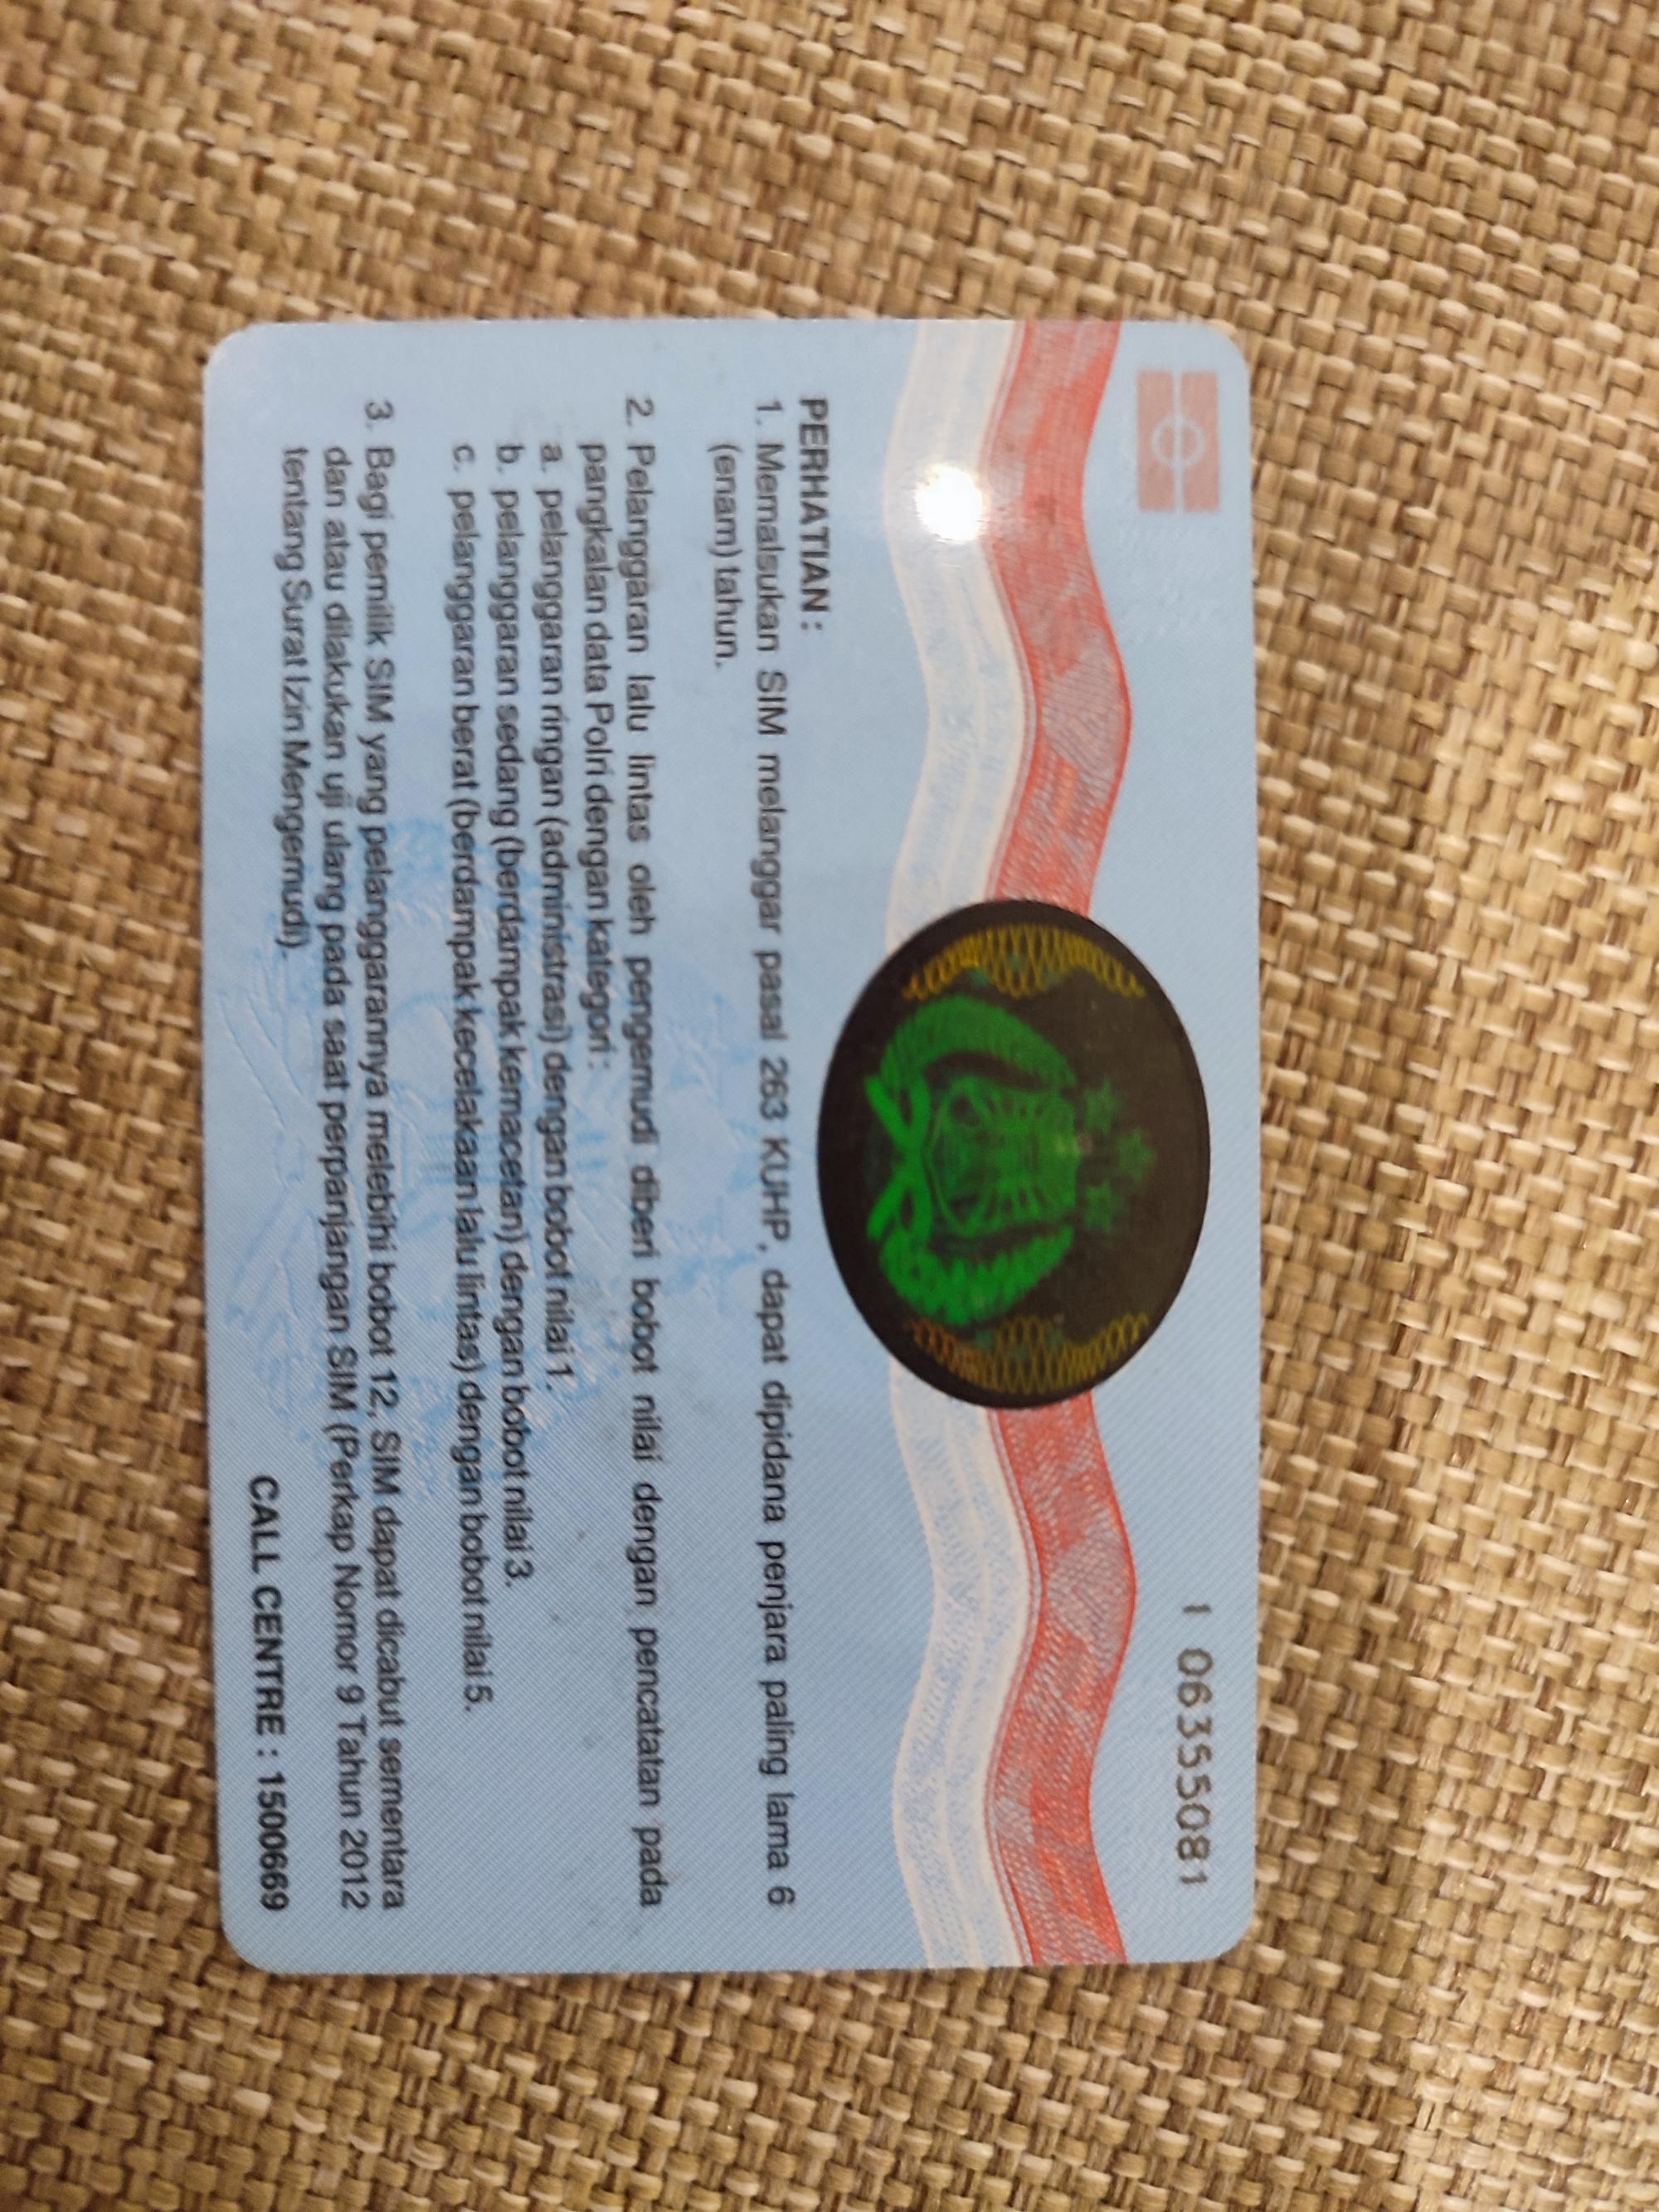 1 06355081
PERHATIAN :
1. Memalsukan SIM melanggar pasal 263 KUHP, dapat dipidana penjara paling lama 6
(enam) tahun.
2. Pelanggaran lalu lintas oleh pengemudi diberi bobot nilai dengan pencatatan pada
pangkalan data Polri dengan kategori :
a. pelanggaran ringan (administrasi) dengan bobot nilai 1.
b. pelanggaran sedang (berdampak kemacetan) dengan bobot nilai 3.
c. pelanggaran berat (berdampak kecelakaan lalu lintas) dengan bobot nilai 5.
3. Bagi pemilik SIM yang pelanggarannya melebihi bobot 12, SIM dapat dicabut sementara
dan atau dilakukan uji ulang pada saat perpanjangan SIM (Perkap Nomor 9 Tahun 2012
tentang Surat Izin Mengemudi).
CALL CENTRE : 1500669